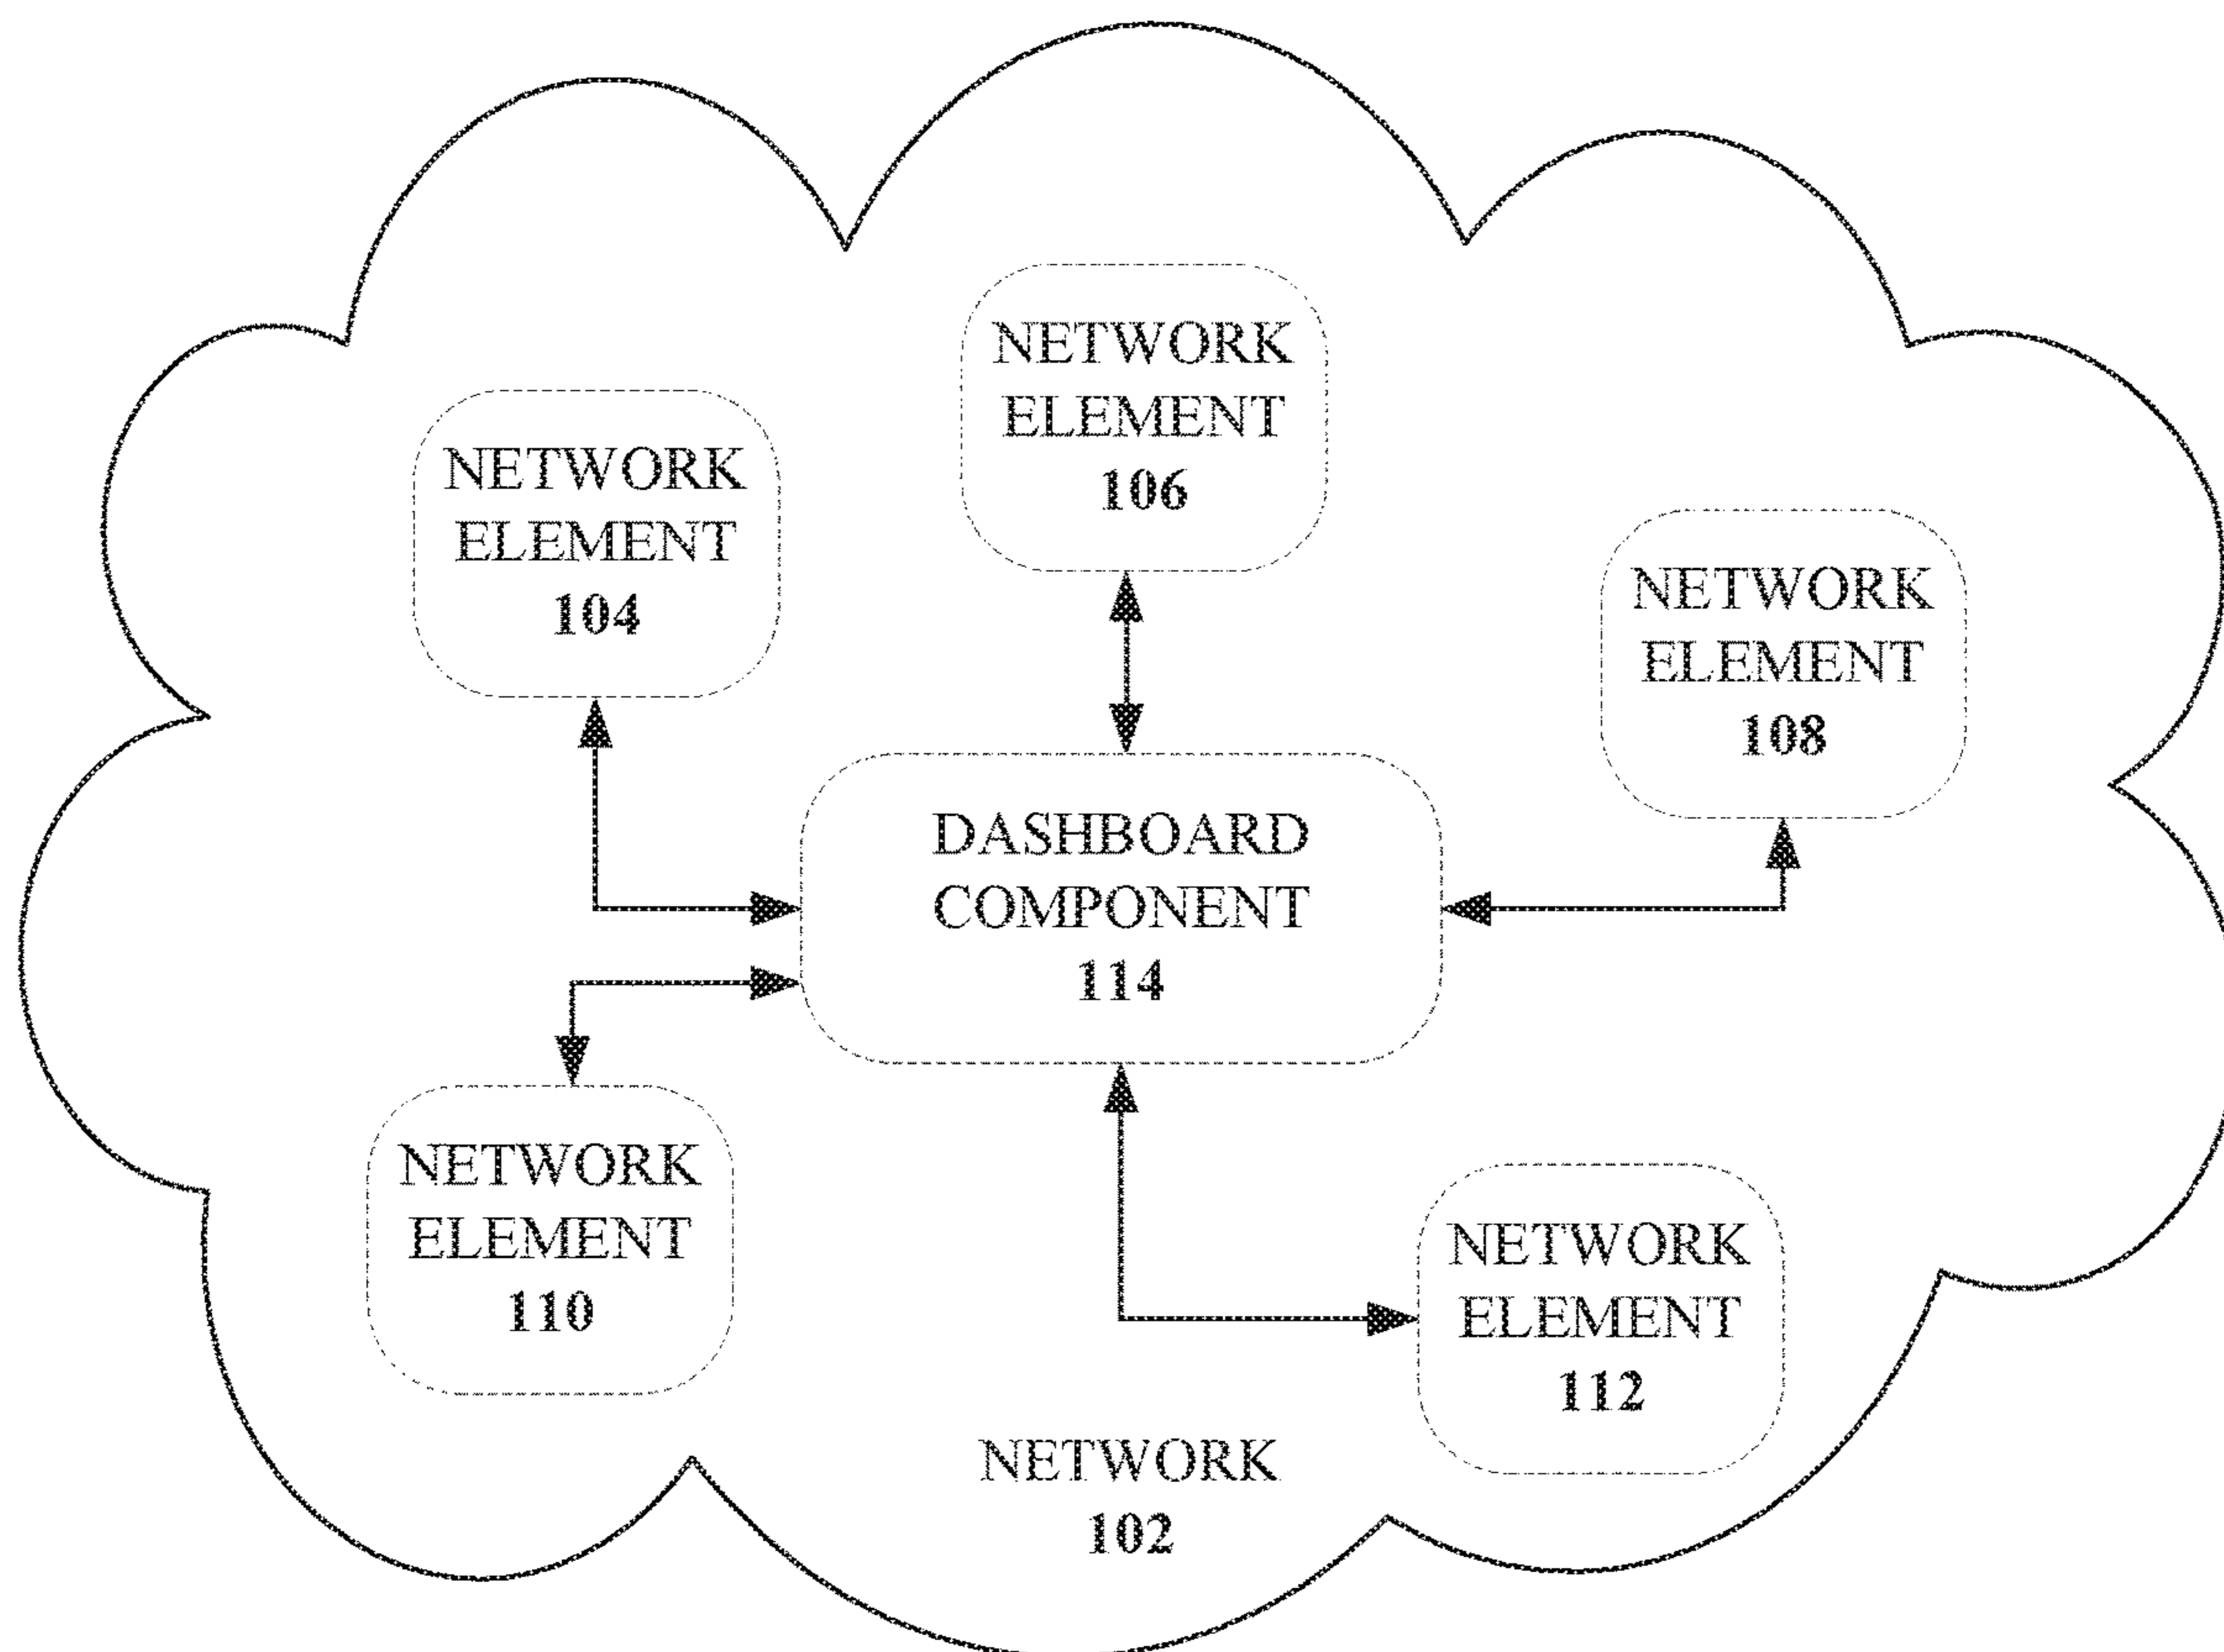 NETWORK
ELEMENT
106
NETWORK
ELEMENT
104
NETWORK
ELEMENT
108
DASHBOARD
COMPONENT
114
NETWORK
ELEMENT
110
NETWORK
ELEMENT
112
NETWORK
102